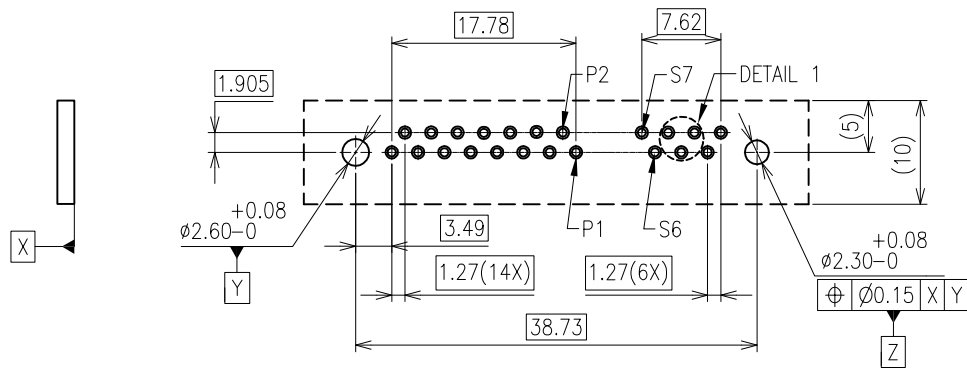 17.78
7.62
1.905
P2
S7
DETAIL 1
(5)
(10)
+0.08
ø2.60-0
3.49
P1
S6
+0.08
ø2.30-0
X
Y
1.27(14X)
1.27(6X)
⌖ Ø0.15 X Y
38.73
Z